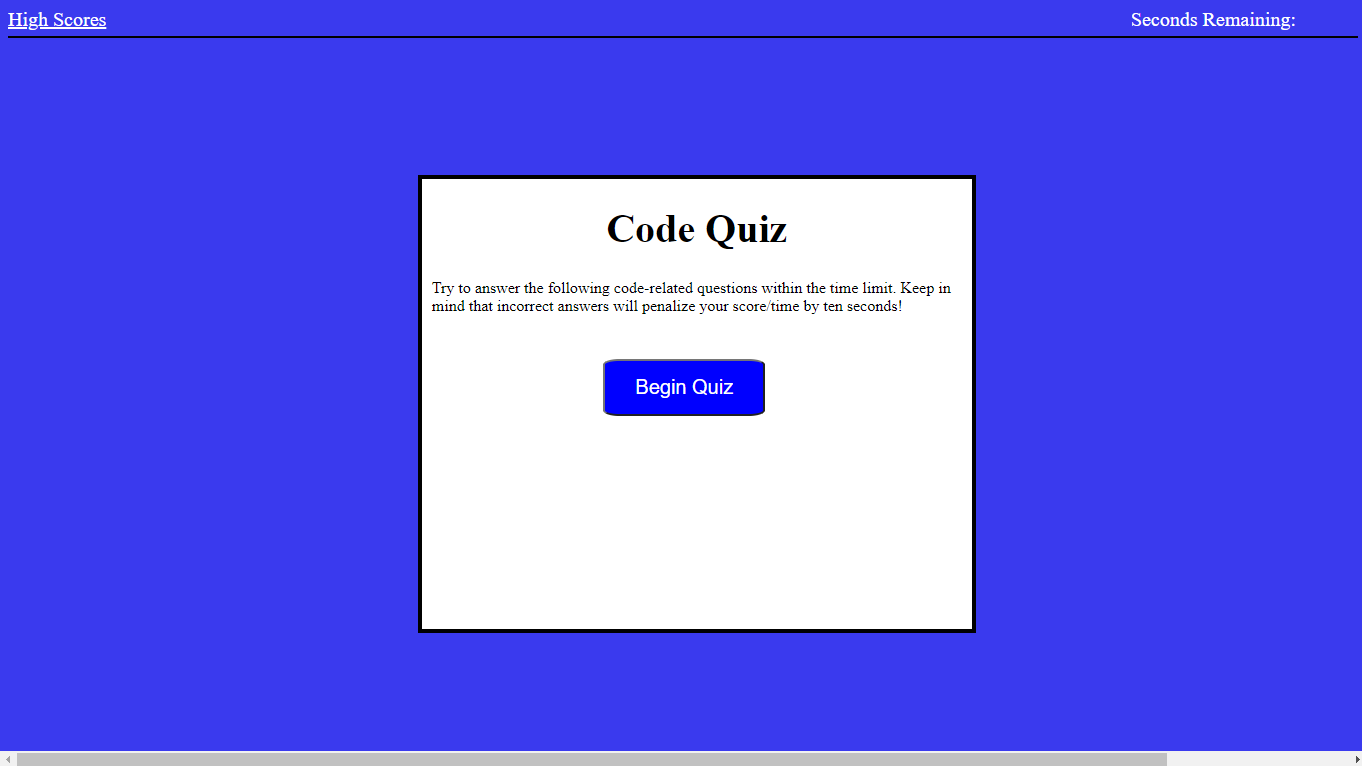 High Scores
Seconds Remaining:
Code Quiz
Try to answer the following code-related questions within the time limit. Keep in
mind that incorrect answers will penalize your score/time by ten seconds!
Begin Quiz